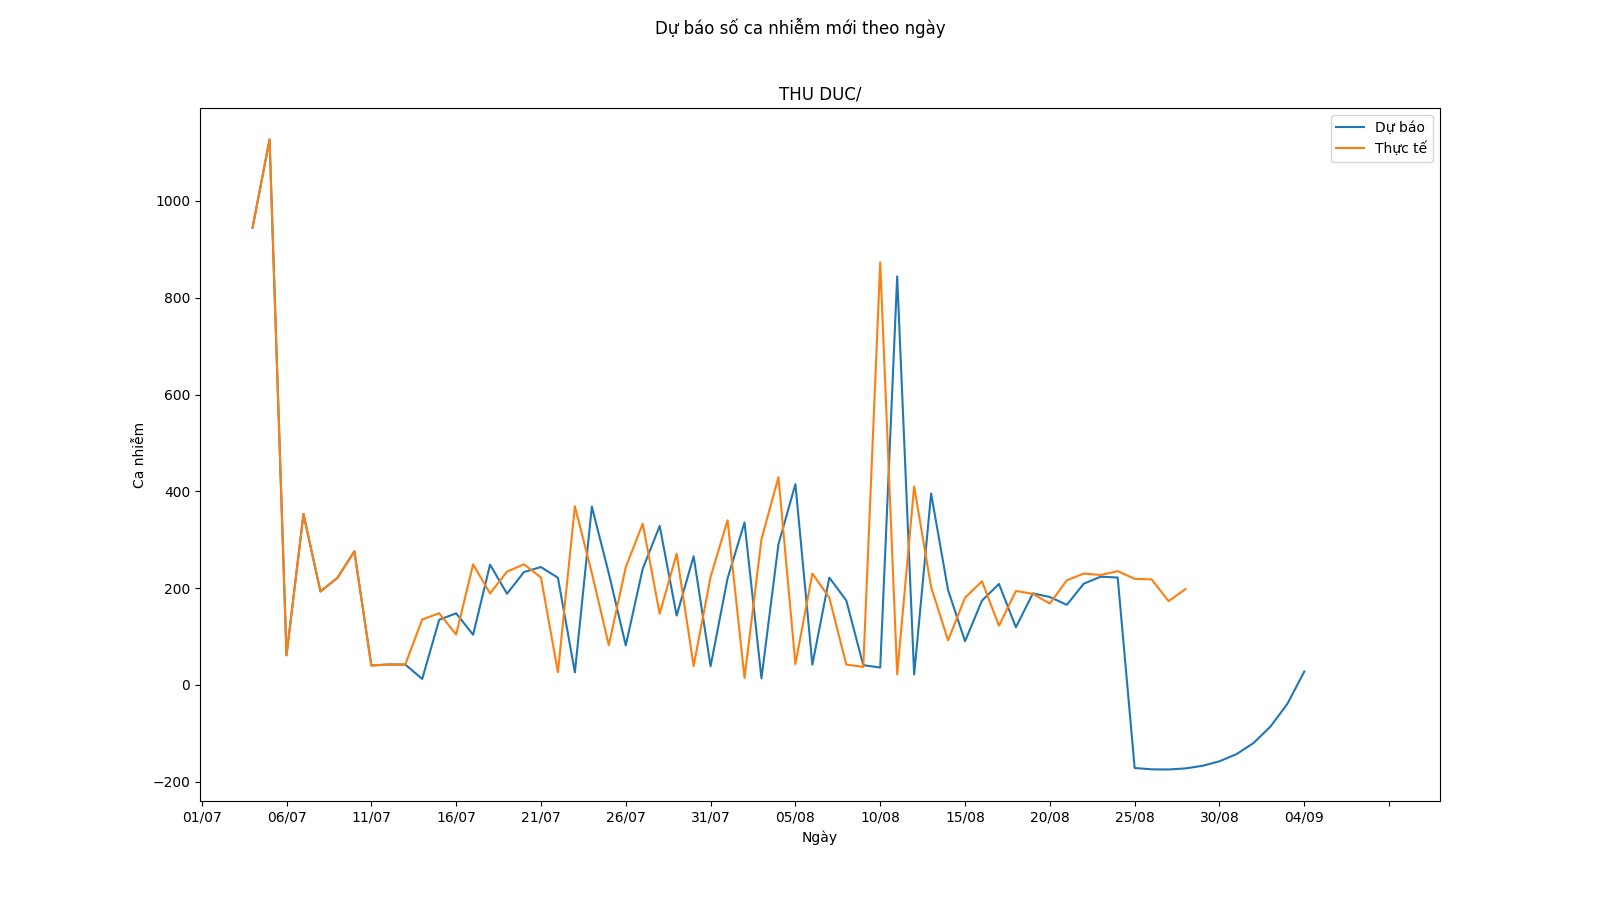 Dự báo số ca nhiễm mới theo ngày
THU DUC/
Dự báo
Thực tế
1000
800
600
400
200
0
−200
Ca nhiễm
01/07 06/07 11/07 16/07 21/07 26/07 31/07 05/08 10/08 15/08 20/08 25/08 30/08 04/09
Ngày